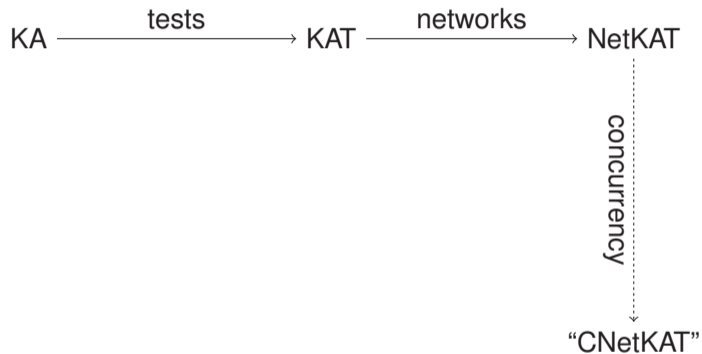 tests
networks
KA
KAT
NetKAT
concurrency
“CNetKAT”